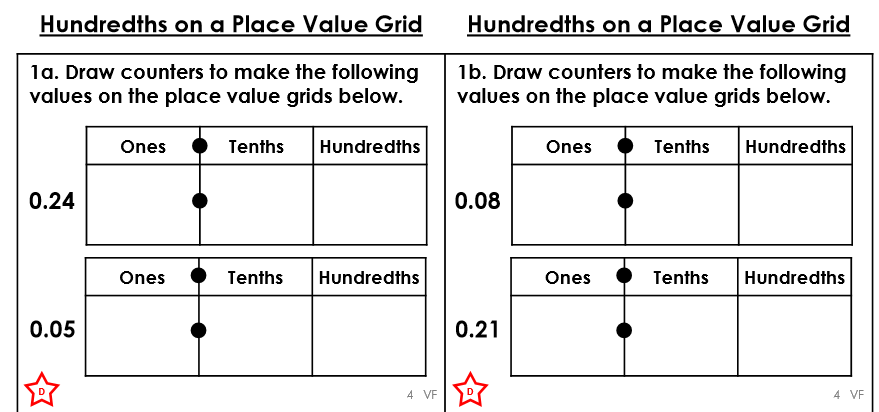 Hundredths on a Place Value Grid
1a. Draw counters to make the following
values on the place value grids below.
Ones Tenths Hundredths
0.24
Ones Tenths Hundredths
0.05
D
4 VF
Hundredths on a Place Value Grid
1b. Draw counters to make the following
values on the place value grids below.
Ones Tenths Hundredths
0.08
Ones Tenths Hundredths
0.21
D
4 VF